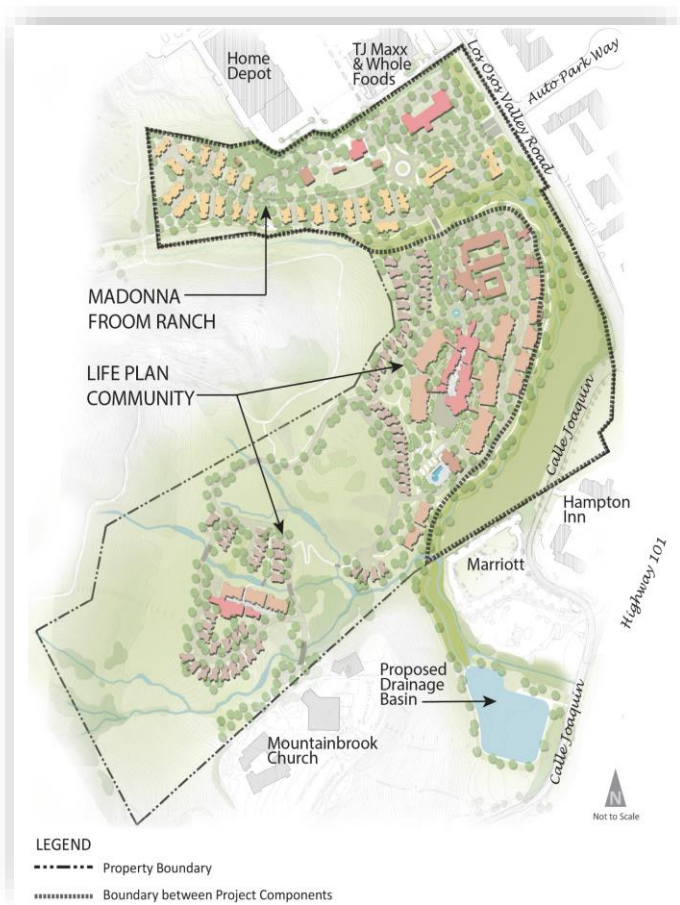 Home
Depot
TJ Maxx
& Whole
Foods
Los Osos Valley Road
Auto Park Way
MADONNA
FROOM RANCH
LIFE PLAN
COMMUNITY
Calle Joaquin
Hampton
Inn
Marriott
Highway 101
Proposed
Drainage
Basin
Mountainbrook
Church
Calle Joaquin
N
Not to Scale
LEGEND
Property Boundary
Boundary between Project Components